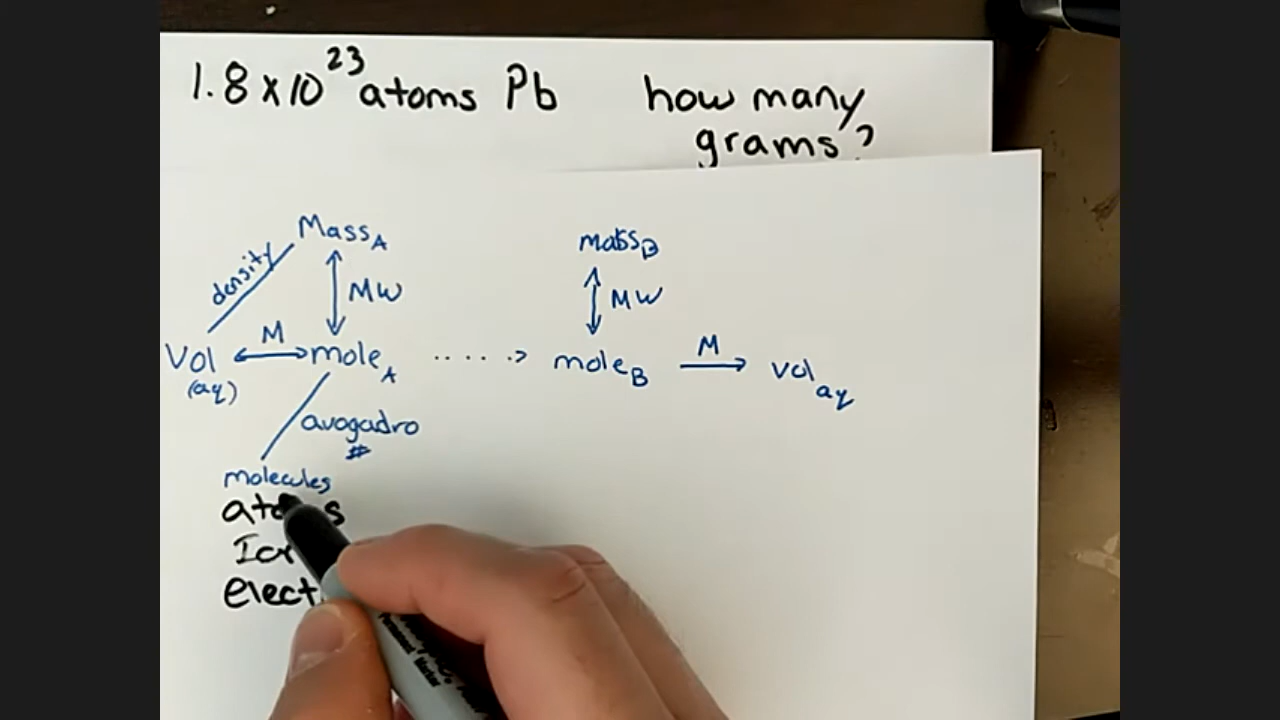 1.8 x 10^23 atoms Pb how many
grams?
Mass_A
mass_B
density
MW
MW
Vol M mole_A ·····> mole_B M vol_aq
(aq)
avogadro
#
molecules